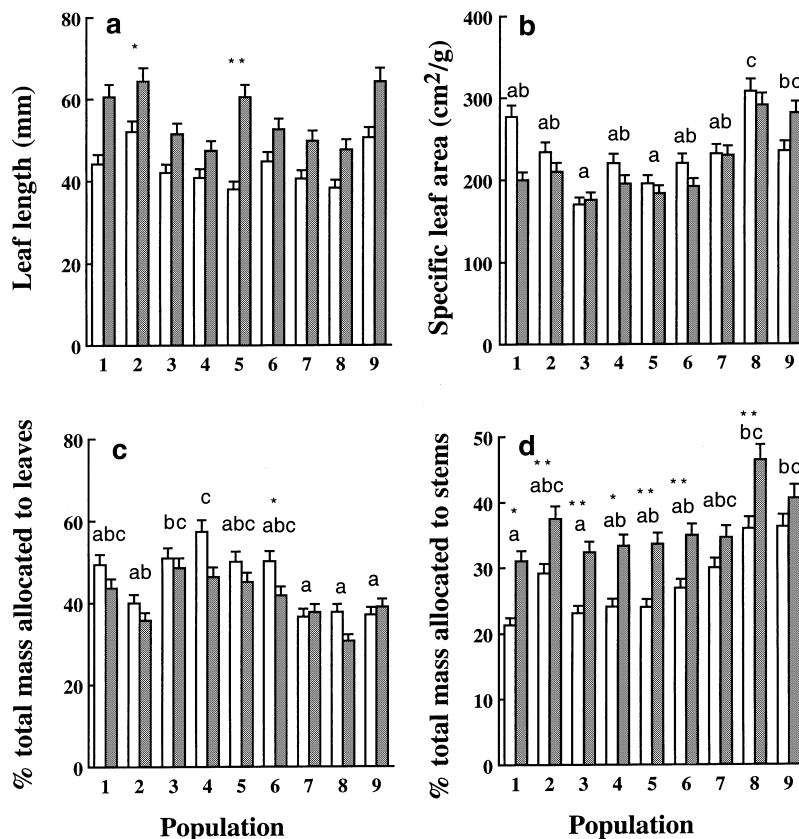 a
Leaf length (mm)
80
60
40
20
0
* **
1 2 3 4 5 6 7 8 9
b
Specific leaf area (cm²/g)
400
300
200
100
0
ab ab a ab a ab ab c bc
1 2 3 4 5 6 7 8 9
c
% total mass allocated to leaves
80
60
40
20
0
*
abc ab bc c abc abc a a a
1 2 3 4 5 6 7 8 9
Population
d
% total mass allocated to stems
50
40
30
20
10
0
* ** ** * ** ** **
a abc a ab ab ab abc bc bc
1 2 3 4 5 6 7 8 9
Population